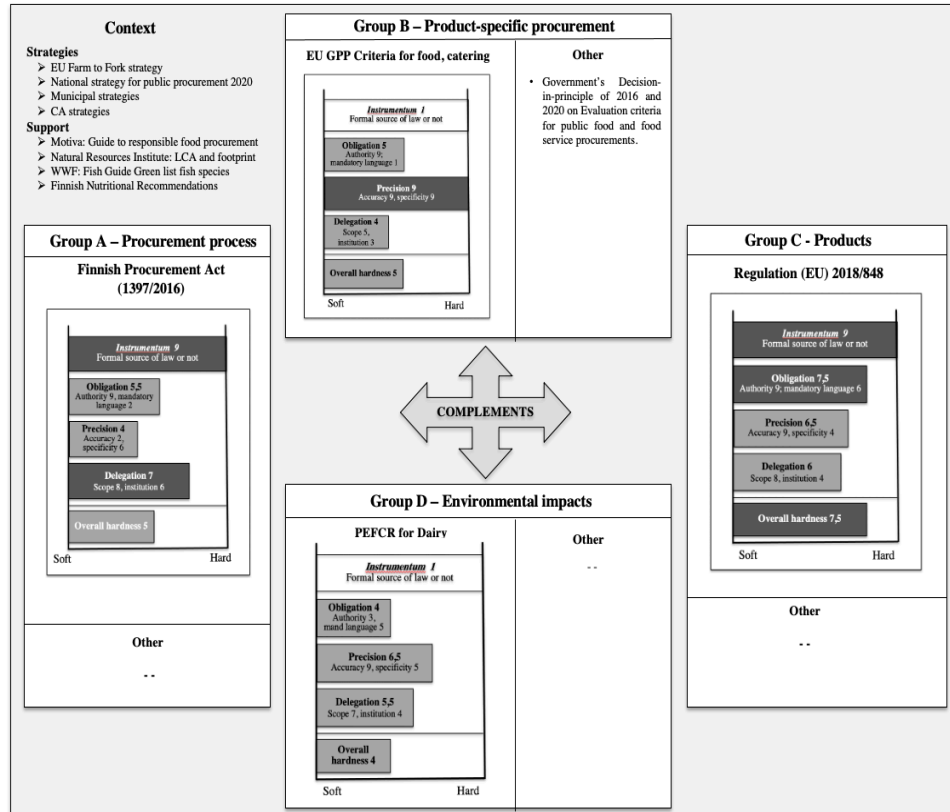 Context
Strategies
➤ EU Farm to Fork strategy
➤ National strategy for public procurement 2020
➤ Municipal strategies
➤ CA strategies
Support
➤ Motiva: Guide to responsible food procurement
➤ Natural Resources Institute: LCA and footprint
➤ WWF: Fish Guide Green list fish species
➤ Finnish Nutritional Recommendations
Group B – Product-specific procurement
EU GPP Criteria for food, catering
Instrumentum 1
Formal source of law or not
Obligation 5
Authority 9;
mandatory language 1
Precision 9
Accuracy 9, specificity 9
Delegation 4
Scope 5,
institution 3
Overall hardness 5
Soft
Hard
Other
• Government's Decision-
in-principle of 2016 and
2020 on Evaluation criteria
for public food and food
service procurements.
Group A – Procurement process
Finnish Procurement Act
(1397/2016)
Instrumentum 9
Formal source of law or not
Obligation 5,5
Authority 9, mandatory
language 2
Precision 4
Accuracy 2,
specificity 6
Delegation 7
Scope 8, institution 6
Overall hardness 5
Soft
Hard
Other
- -
COMPLEMENTS
Group C - Products
Regulation (EU) 2018/848
Instrumentum 9
Formal source of law or not
Obligation 7,5
Authority 9; mandatory language 6
Precision 6,5
Accuracy 9, specificity 4
Delegation 6
Scope 8, institution 4
Overall hardness 7,5
Soft
Hard
Other
- -
Group D – Environmental impacts
PEFCR for Dairy
Instrumentum 1
Formal source of law or not
Obligation 4
Authority 3,
mand language 5
Precision 6,5
Accuracy 9, specificity 5
Delegation 5,5
Scope 7, institution 4
Overall
hardness 4
Soft
Hard
Other
- -